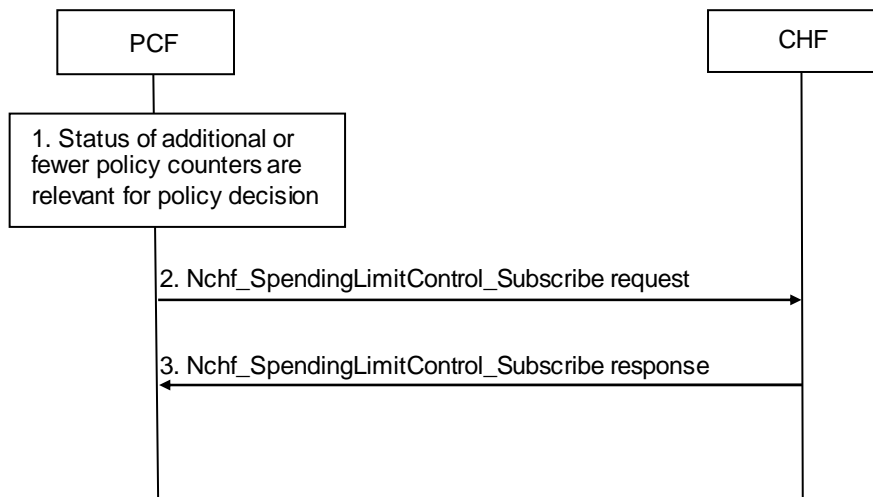 PCF
CHF
1. Status of additional or
fewer policy counters are
relevant for policy decision
2. Nchf_SpendingLimitControl_Subscribe request
3. Nchf_SpendingLimitControl_Subscribe response